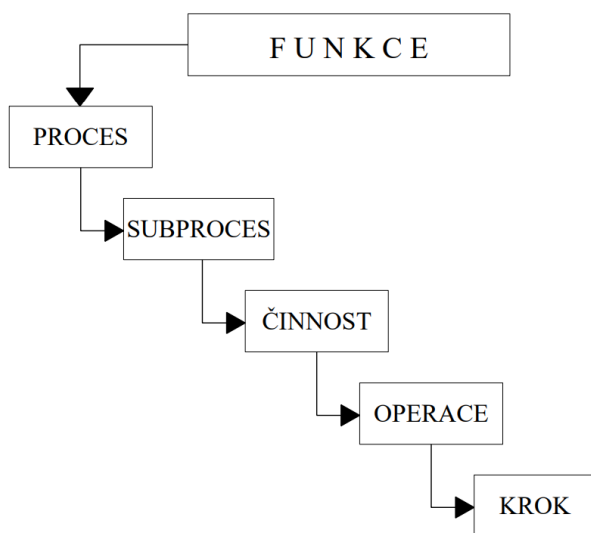 F U N K C E
PROCES
SUBPROCES
ČINNOST
OPERACE
KROK